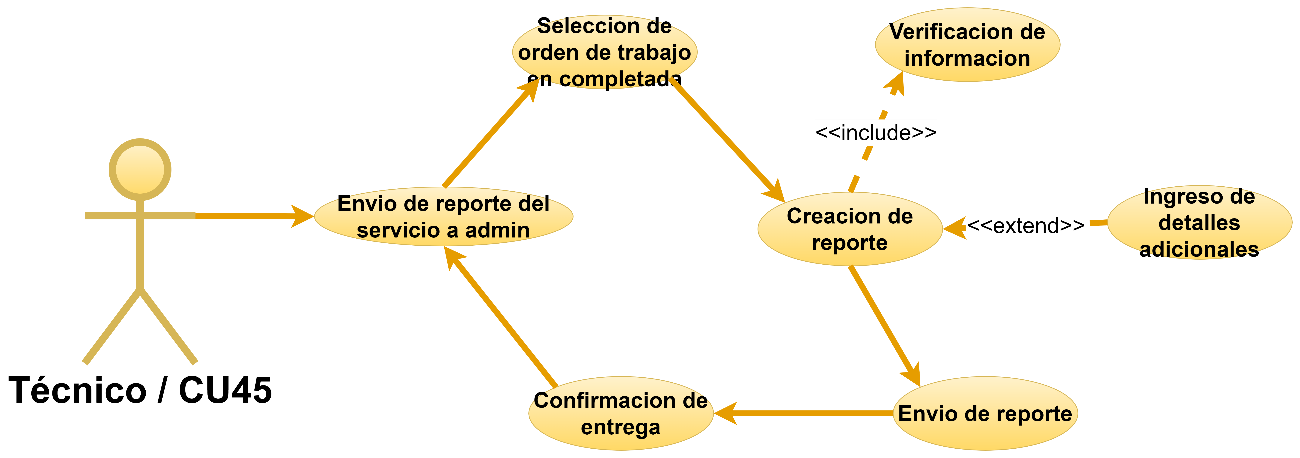 Seleccion de
orden de trabajo
en completada
Verificacion de
informacion
<<include>>
Envio de reporte del
servicio a admin
Creacion de
reporte
<<extend>>
Ingreso de
detalles
adicionales
Técnico / CU45
Confirmacion de
entrega
Envio de reporte